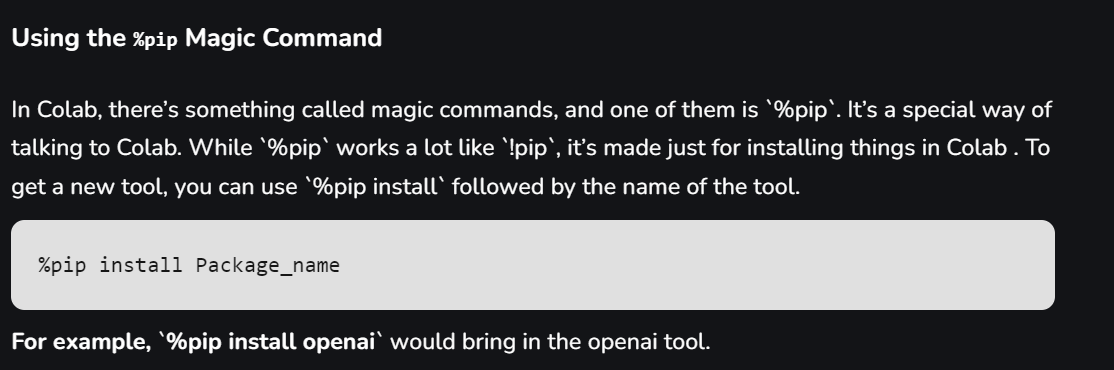 Using the %pip Magic Command
In Colab, there’s something called magic commands, and one of them is `%pip`. It’s a special way of
talking to Colab. While `%pip` works a lot like `!pip`, it’s made just for installing things in Colab . To
get a new tool, you can use `%pip install` followed by the name of the tool.
%pip install Package_name
For example, `%pip install openai` would bring in the openai tool.